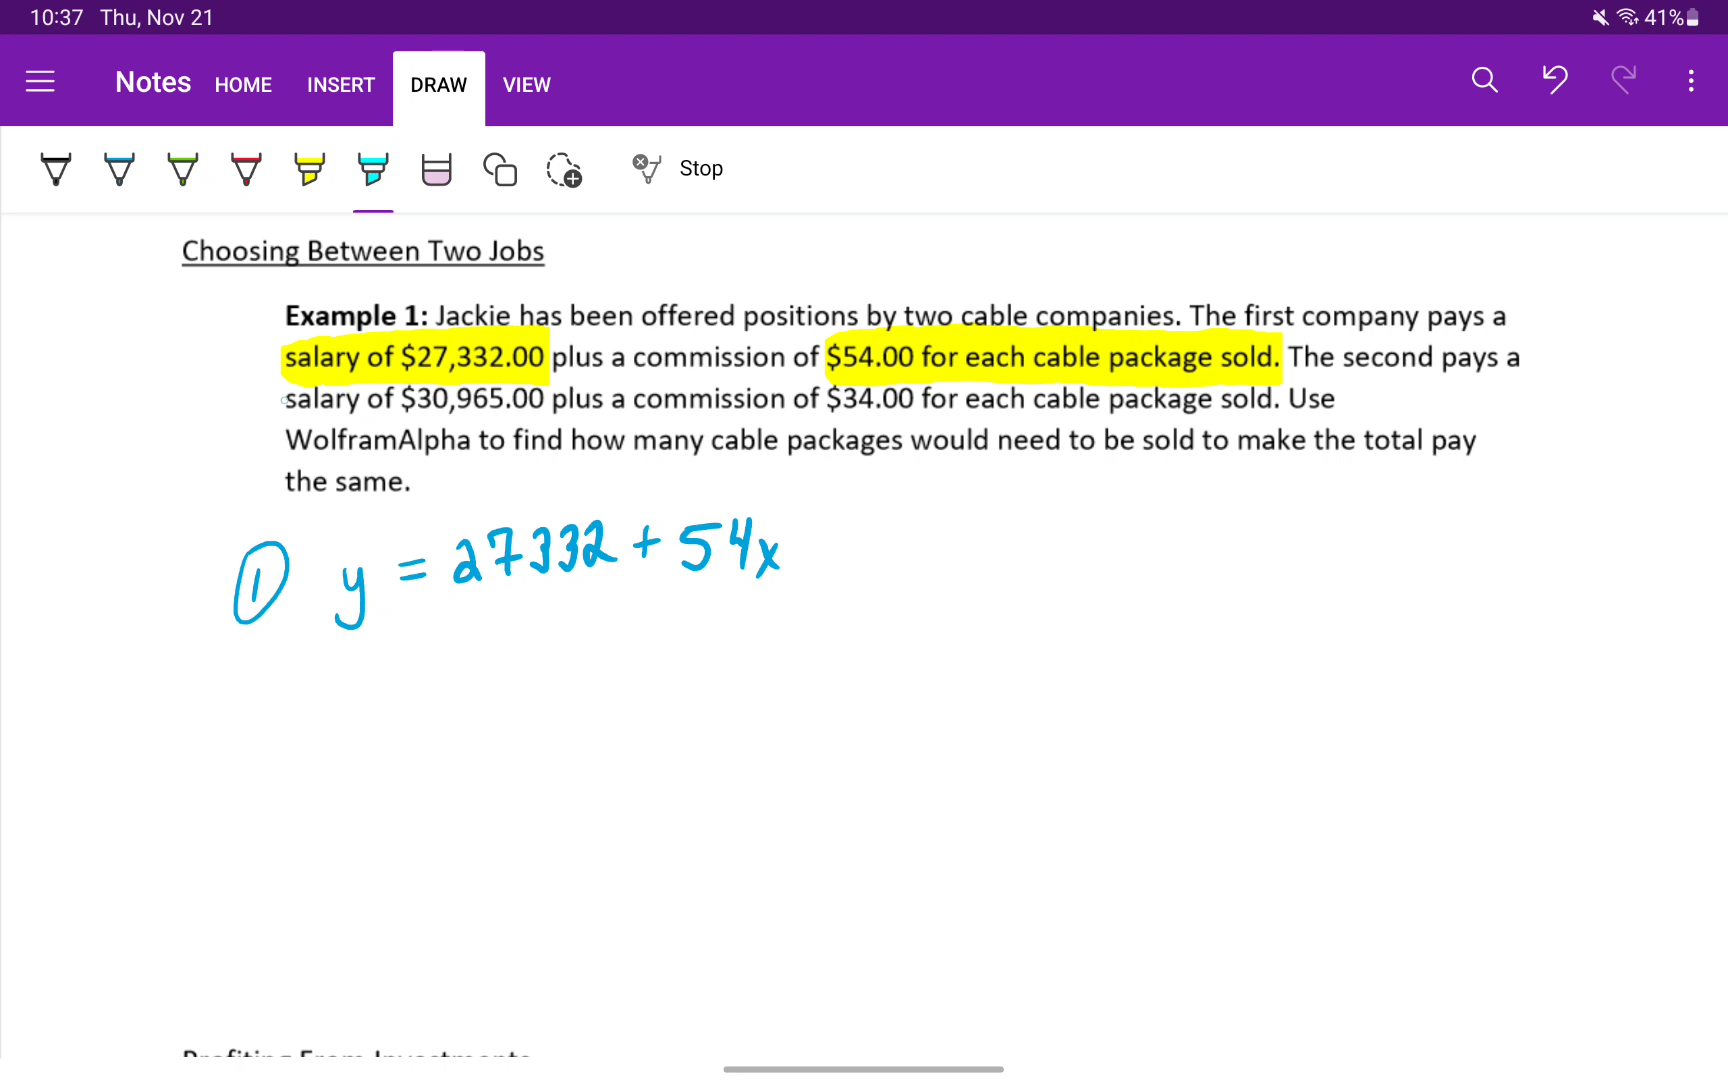 10:37 Thu, Nov 21 41%
Notes HOME INSERT DRAW VIEW
Stop
Choosing Between Two Jobs
Example 1: Jackie has been offered positions by two cable companies. The first company pays a
salary of $27,332.00 plus a commission of $54.00 for each cable package sold. The second pays a
salary of $30,965.00 plus a commission of $34.00 for each cable package sold. Use
WolframAlpha to find how many cable packages would need to be sold to make the total pay
the same.
① y = 27332 + 54x
Profiting From Investments